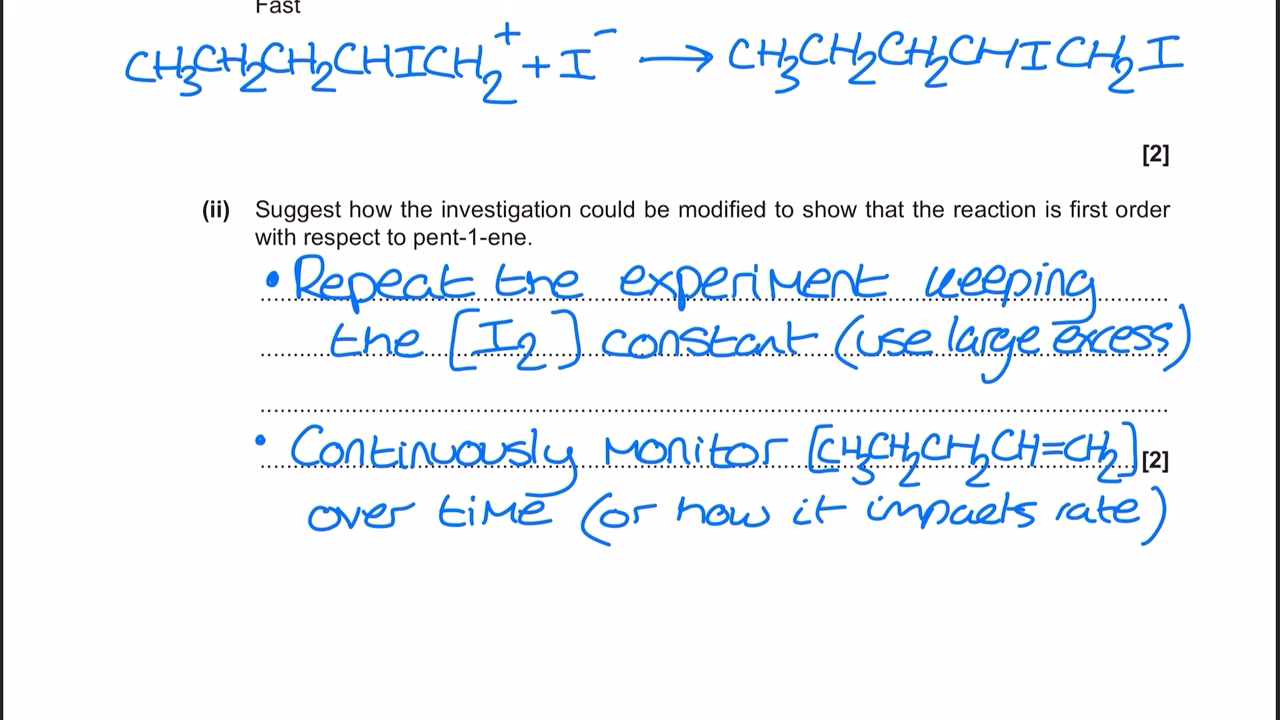 Fast
CH₃CH₂CH₂CHICH₂⁺ + I⁻ → CH₃CH₂CH₂CHICH₂I
[2]
(ii) Suggest how the investigation could be modified to show that the reaction is first order
with respect to pent-1-ene.
• Repeat the experiment keeping
the [I₂] constant (use large excess)
• Continuously monitor [CH₃CH₂CH₂CH=CH₂] [2]
over time (or how it impacts rate)